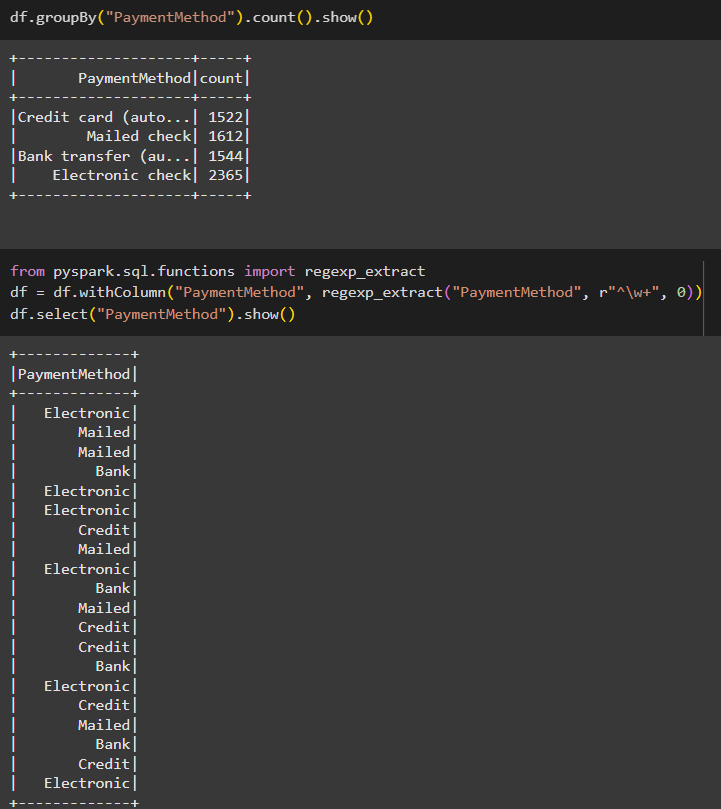 df.groupBy("PaymentMethod").count().show()
+--------------------+-----+
|       PaymentMethod|count|
+--------------------+-----+
|Credit card (auto...| 1522|
|        Mailed check| 1612|
|Bank transfer (au...| 1544|
|    Electronic check| 2365|
+--------------------+-----+
from pyspark.sql.functions import regexp_extract
df = df.withColumn("PaymentMethod", regexp_extract("PaymentMethod", r"^\w+", 0))
df.select("PaymentMethod").show()
+-------------+
|PaymentMethod|
+-------------+
|   Electronic|
|       Mailed|
|       Mailed|
|         Bank|
|   Electronic|
|   Electronic|
|       Credit|
|       Mailed|
|   Electronic|
|         Bank|
|       Mailed|
|       Credit|
|       Credit|
|         Bank|
|   Electronic|
|       Credit|
|       Mailed|
|         Bank|
|       Credit|
|   Electronic|
+-------------+